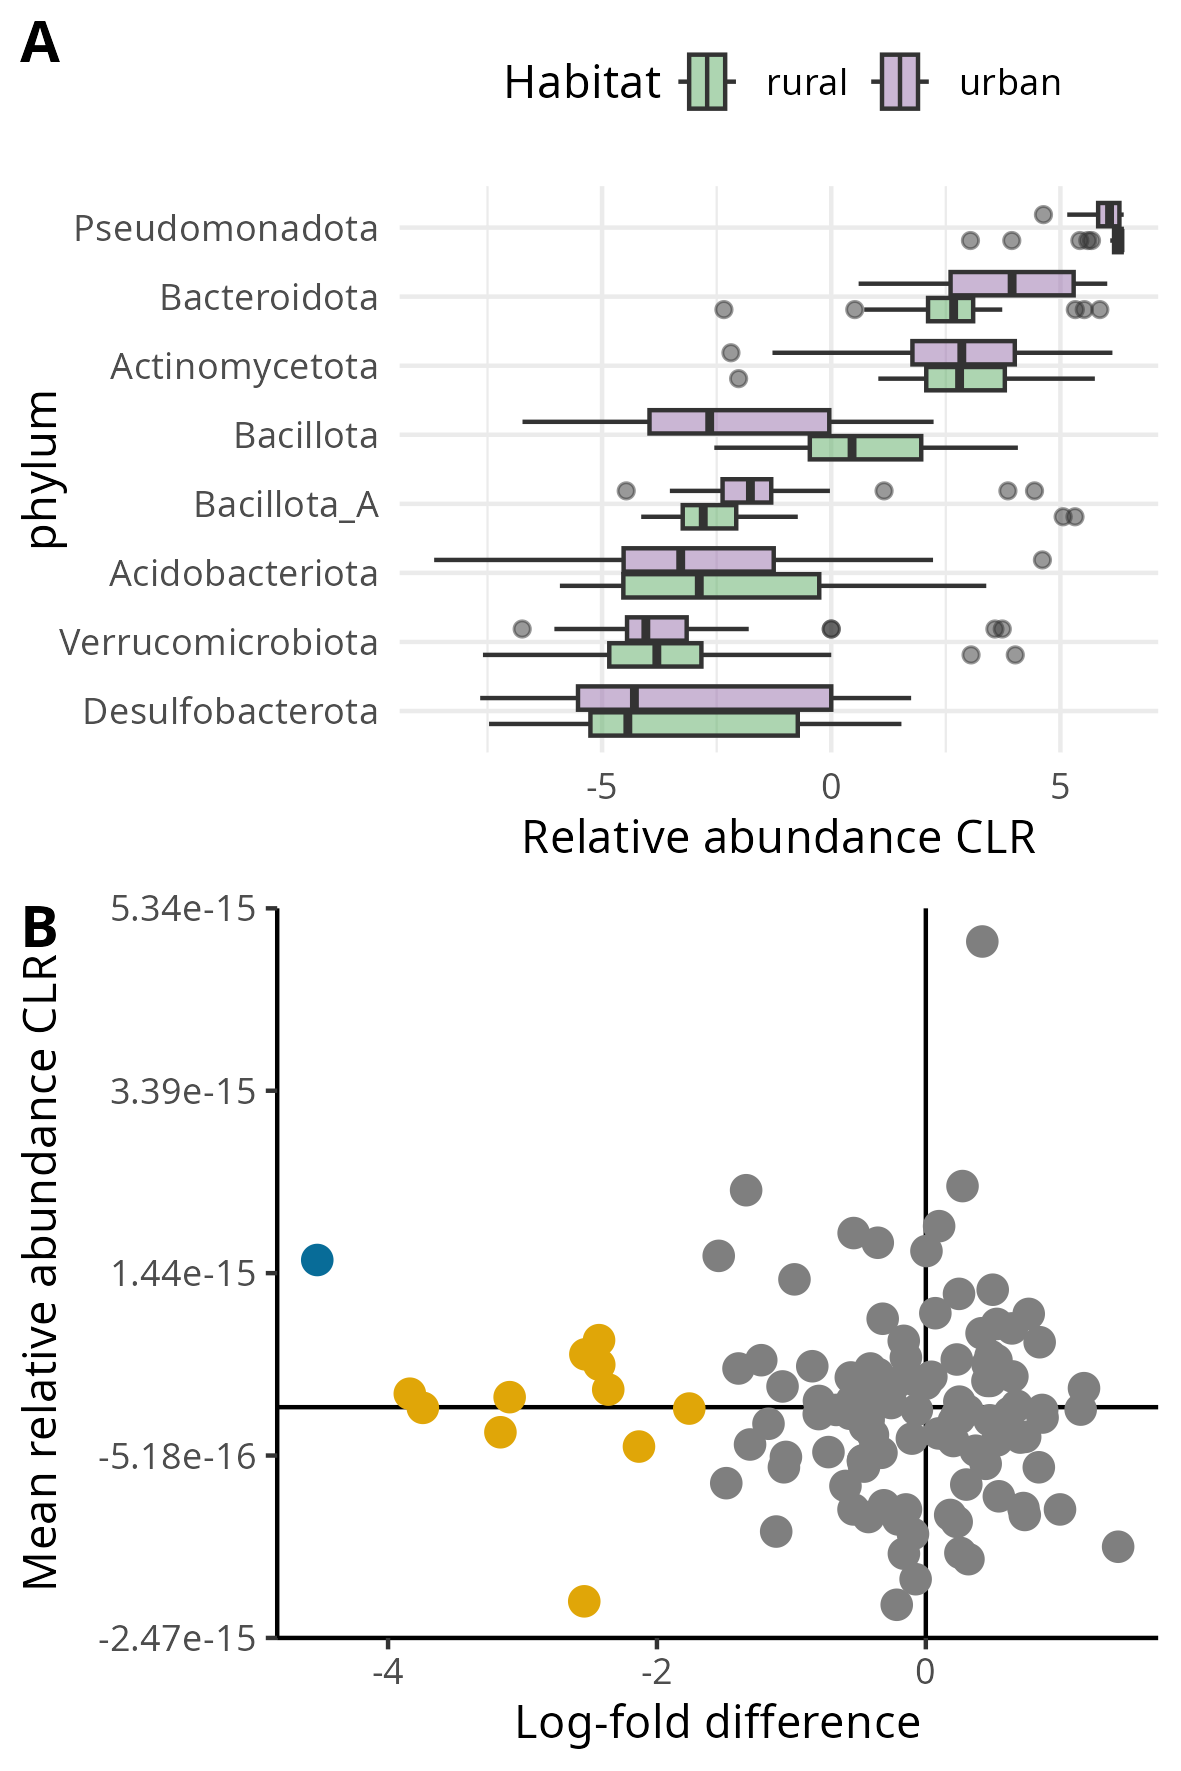 A
Habitat rural urban
Pseudomonadota
Bacteroidota
Actinomycetota
Bacillota
Bacillota_A
Acidobacteriota
Verrucomicrobiota
Desulfobacterota
phylum
-5 0 5
Relative abundance CLR
B
5.34e-15
3.39e-15
1.44e-15
-5.18e-16
-2.47e-15
Mean relative abundance CLR
-4 -2 0
Log-fold difference